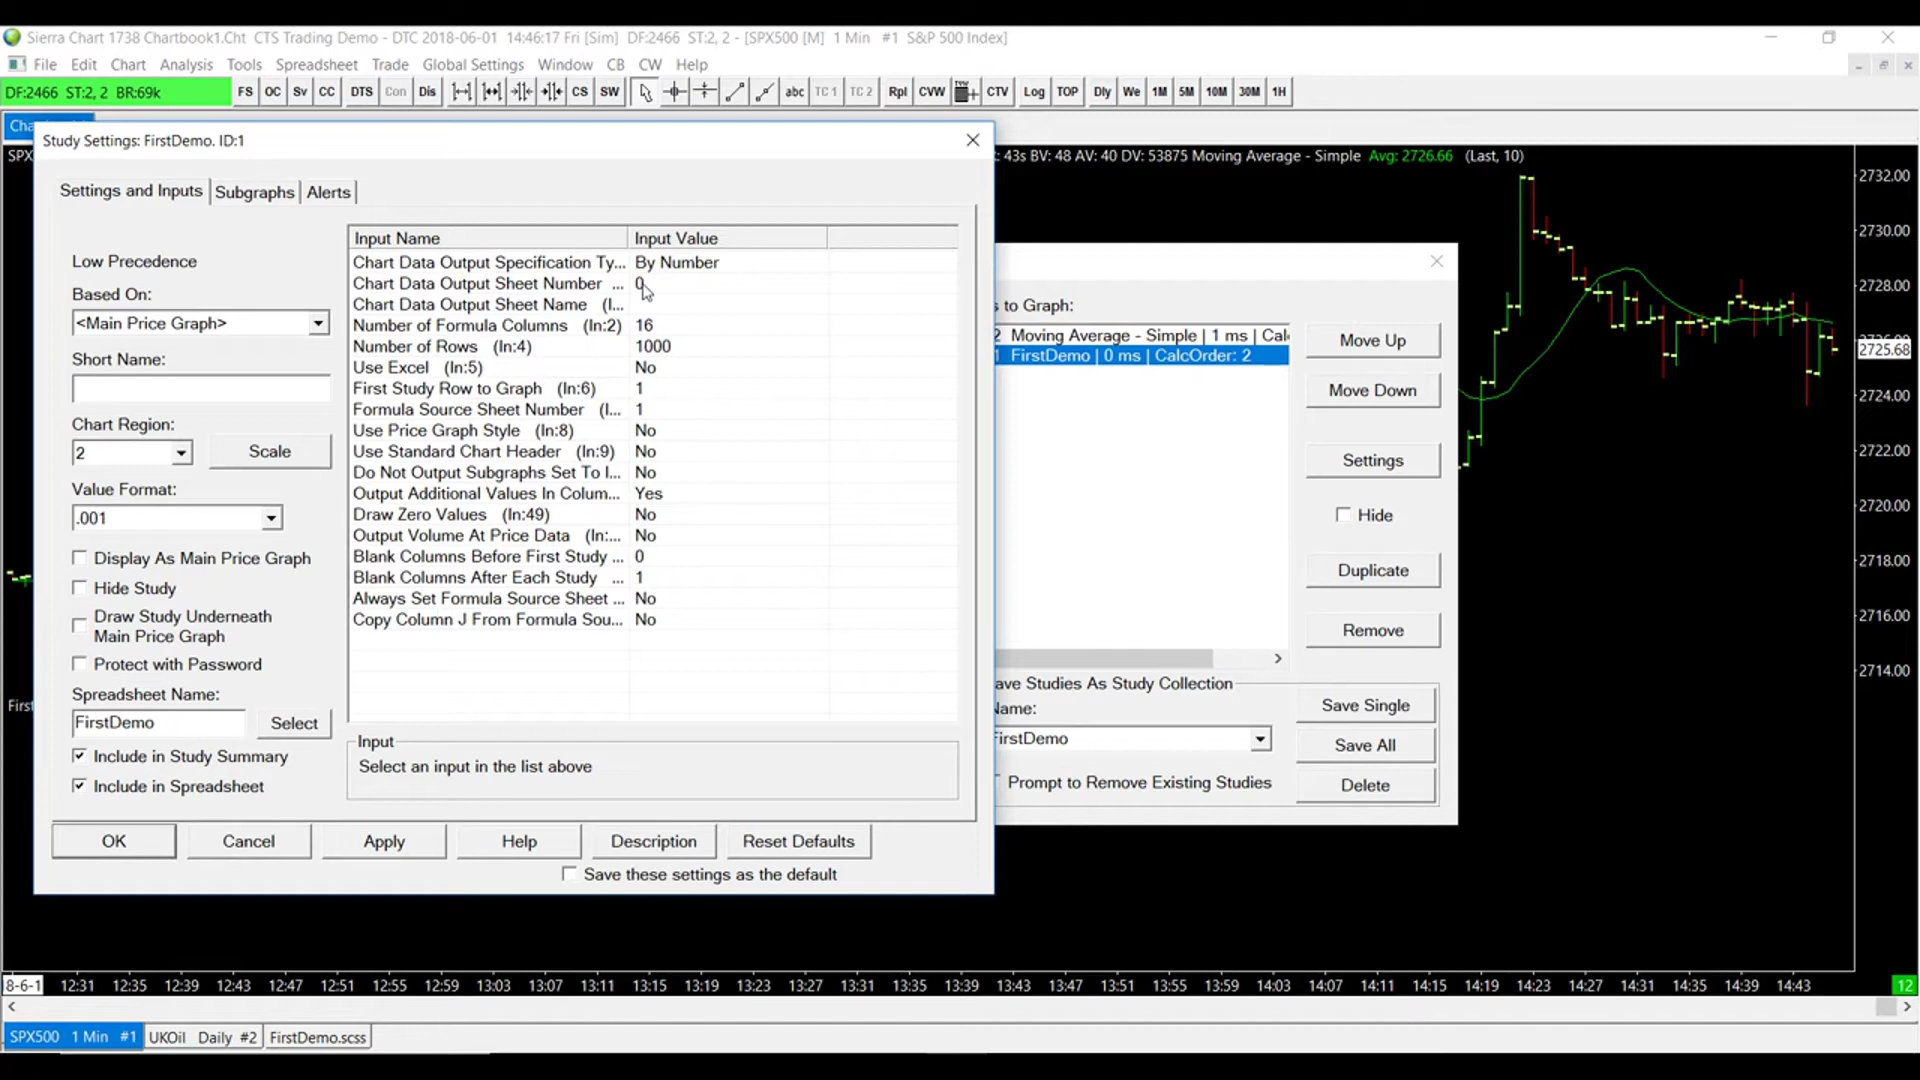 Sierra Chart 1738 Chartbook1.Cht CTS Trading Demo - DTC 2018-06-01 14:46:17 Fri [Sim] DF:2466 ST:2, 2 - [SPX500 [M] 1 Min #1 S&P 500 Index]
File Edit Chart Analysis Tools Spreadsheet Trade Global Settings Window CB CW Help
DF:2466 ST:2, 2 BR:69k FS OC Sv CC DTS Con Dis CS SW abc TC 1 TC 2 Rpl CVW CTV Log TOP Dly We 1M 5M 10M 30M 1H
Cha
Study Settings: FirstDemo. ID:1
SPX
: 43s BV: 48 AV: 40 DV: 53875 Moving Average - Simple Avg: 2726.66 (Last, 10)
Settings and Inputs Subgraphs Alerts
Low Precedence
Based On:
<Main Price Graph>
Short Name:
Chart Region:
2 Scale
Value Format:
.001
Display As Main Price Graph
Hide Study
Draw Study Underneath
Main Price Graph
Protect with Password
Spreadsheet Name:
FirstDemo Select
Include in Study Summary
Include in Spreadsheet
Input Name Input Value
Chart Data Output Specification Ty... By Number
Chart Data Output Sheet Number ... 0
Chart Data Output Sheet Name (I...
Number of Formula Columns (In:2) 16
Number of Rows (In:4) 1000
Use Excel (In:5) No
First Study Row to Graph (In:6) 1
Formula Source Sheet Number (I... 1
Use Price Graph Style (In:8) No
Use Standard Chart Header (In:9) No
Do Not Output Subgraphs Set To I... No
Output Additional Values In Colum... Yes
Draw Zero Values (In:49) No
Output Volume At Price Data (In:... No
Blank Columns Before First Study ... 0
Blank Columns After Each Study ... 1
Always Set Formula Source Sheet ... No
Copy Column J From Formula Sou... No
Input
Select an input in the list above
OK Cancel Apply Help Description Reset Defaults
Save these settings as the default
s to Graph:
2 Moving Average - Simple | 1 ms | Cal
1 FirstDemo | 0 ms | CalcOrder: 2
Move Up
Move Down
Settings
Hide
Duplicate
Remove
ave Studies As Study Collection
Name:
FirstDemo
Prompt to Remove Existing Studies
Save Single
Save All
Delete
2732.00
2730.00
2728.00
2725.68
2724.00
2722.00
2720.00
2718.00
2716.00
2714.00
First
8-6-1 12:31 12:35 12:39 12:43 12:47 12:51 12:55 12:59 13:03 13:07 13:11 13:15 13:19 13:23 13:27 13:31 13:35 13:39 13:43 13:47 13:51 13:55 13:59 14:03 14:07 14:11 14:15 14:19 14:23 14:27 14:31 14:35 14:39 14:43 12
SPX500 1 Min #1 UKOil Daily #2 FirstDemo.scss